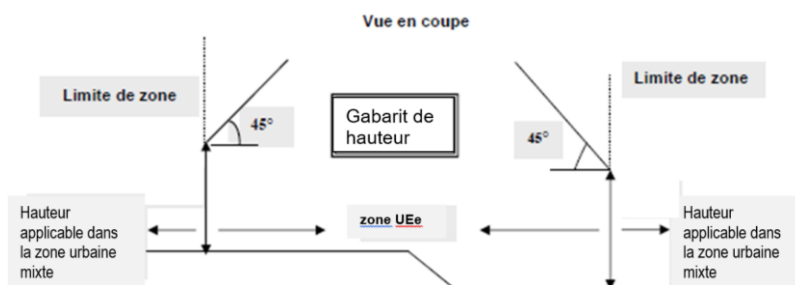 Vue en coupe
Limite de zone
Limite de zone
45°
Gabarit de
hauteur
45°
Hauteur
applicable dans
la zone urbaine
mixte
zone UEe
Hauteur
applicable dans
la zone urbaine
mixte